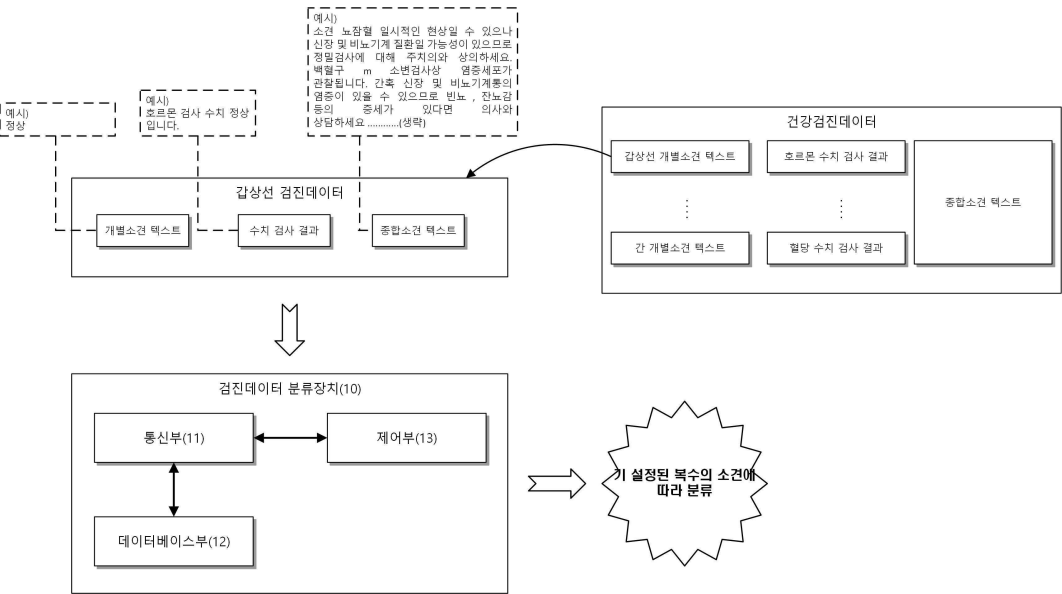 예시)
소견 뇨잠혈 일시적인 현상일 수 있으나
신장 및 비뇨기계 질환일 가능성이 있으므로
정밀검사에 대해 주치의와 상의하세요.
백혈구 m 소변검사상 염증세포가
관찰됩니다. 간혹 신장 및 비뇨기계통의
염증이 있을 수 있으므로 빈뇨 , 잔뇨감
등의 증세가 있다면 의사와
상담하세요 ............(생략)
예시)
호르몬 검사 수치 정상
입니다.
예시)
정상
건강검진데이터
갑상선 개별소견 텍스트
호르몬 수치 검사 결과
종합소견 텍스트
간 개별소견 텍스트
혈당 수치 검사 결과
갑상선 검진데이터
개별소견 텍스트
수치 검사 결과
종합소견 텍스트
검진데이터 분류장치(10)
통신부(11)
제어부(13)
데이터베이스부(12)
기 설정된 복수의 소견에
따라 분류